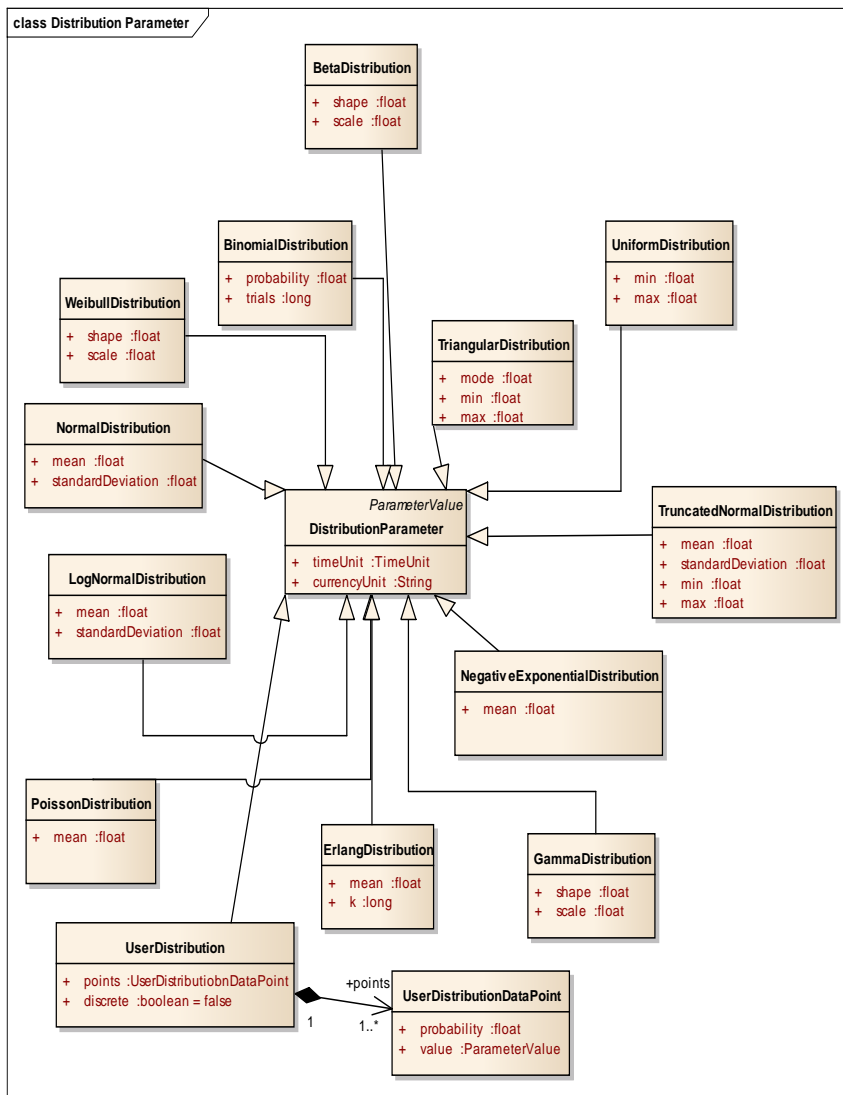 class Distribution Parameter
BetaDistribution
+ shape :float
+ scale :float
BinomialDistribution
+ probability :float
+ trials :long
UniformDistribution
+ min :float
+ max :float
WeibullDistribution
+ shape :float
+ scale :float
TriangularDistribution
+ mode :float
+ min :float
+ max :float
NormalDistribution
+ mean :float
+ standardDeviation :float
ParameterValue
DistributionParameter
+ timeUnit :TimeUnit
+ currencyUnit :String
TruncatedNormalDistribution
+ mean :float
+ standardDeviation :float
+ min :float
+ max :float
LogNormalDistribution
+ mean :float
+ standardDeviation :float
NegativeExponentialDistribution
+ mean :float
PoissonDistribution
+ mean :float
ErlangDistribution
+ mean :float
+ k :long
GammaDistribution
+ shape :float
+ scale :float
UserDistribution
+ points :UserDistributiobnDataPoint
+ discrete :boolean = false
1
+points
1..*
UserDistributionDataPoint
+ probability :float
+ value :ParameterValue